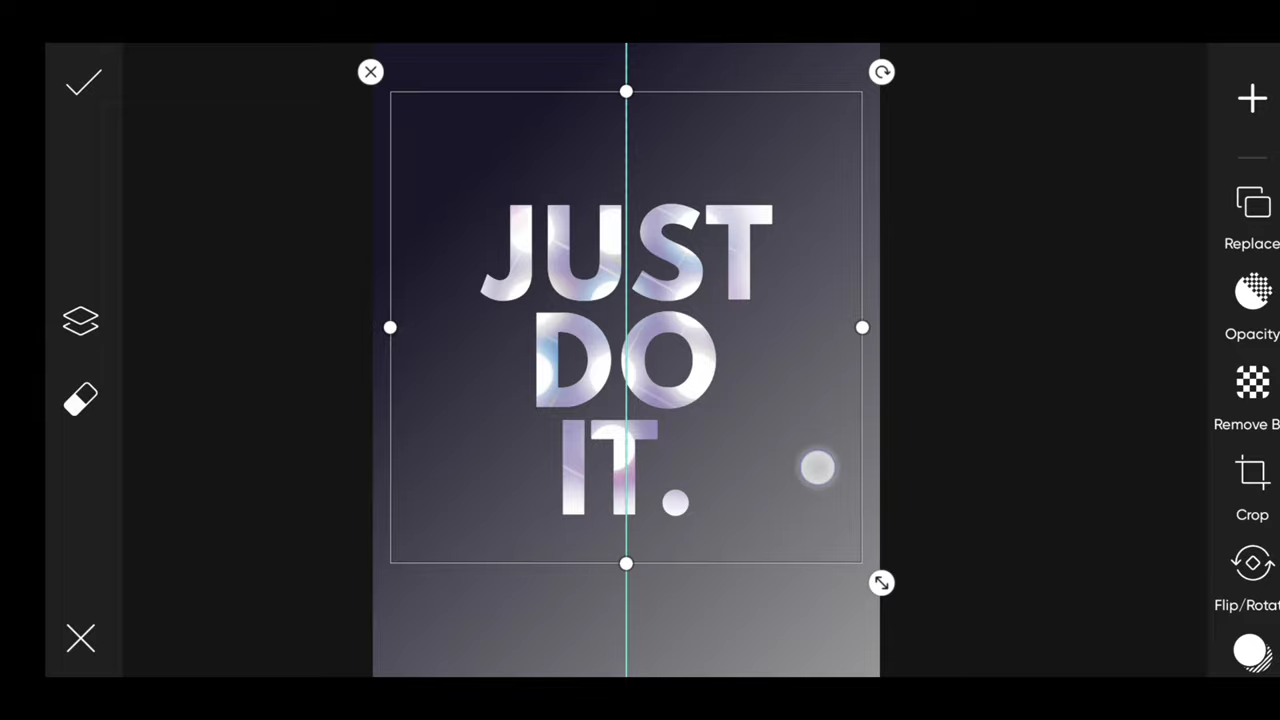 JUST
DO
IT.
Replace
Opacity
Remove B
Crop
Flip/Rotat